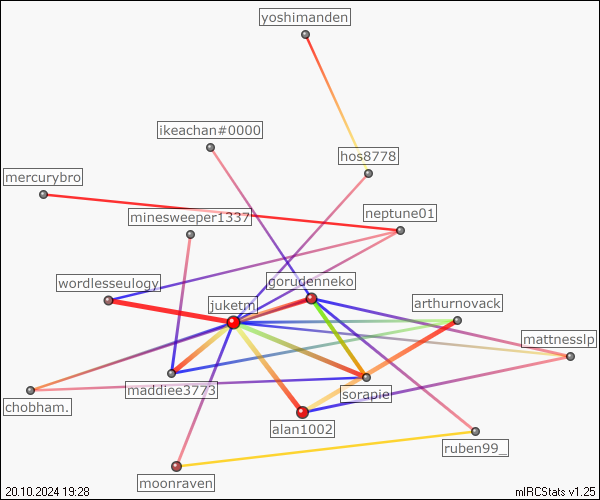 yoshimanden
ikeachan#0000
hos8778
mercurybro
minesweeper1337
neptune01
wordlesseulogy
gorudenneko
juketm
arthurnovack
mattnesslp
maddiee3773
sorapie
chobham.
alan1002
ruben99_
moonraven
20.10.2024 19:28
mIRCStats v1.25